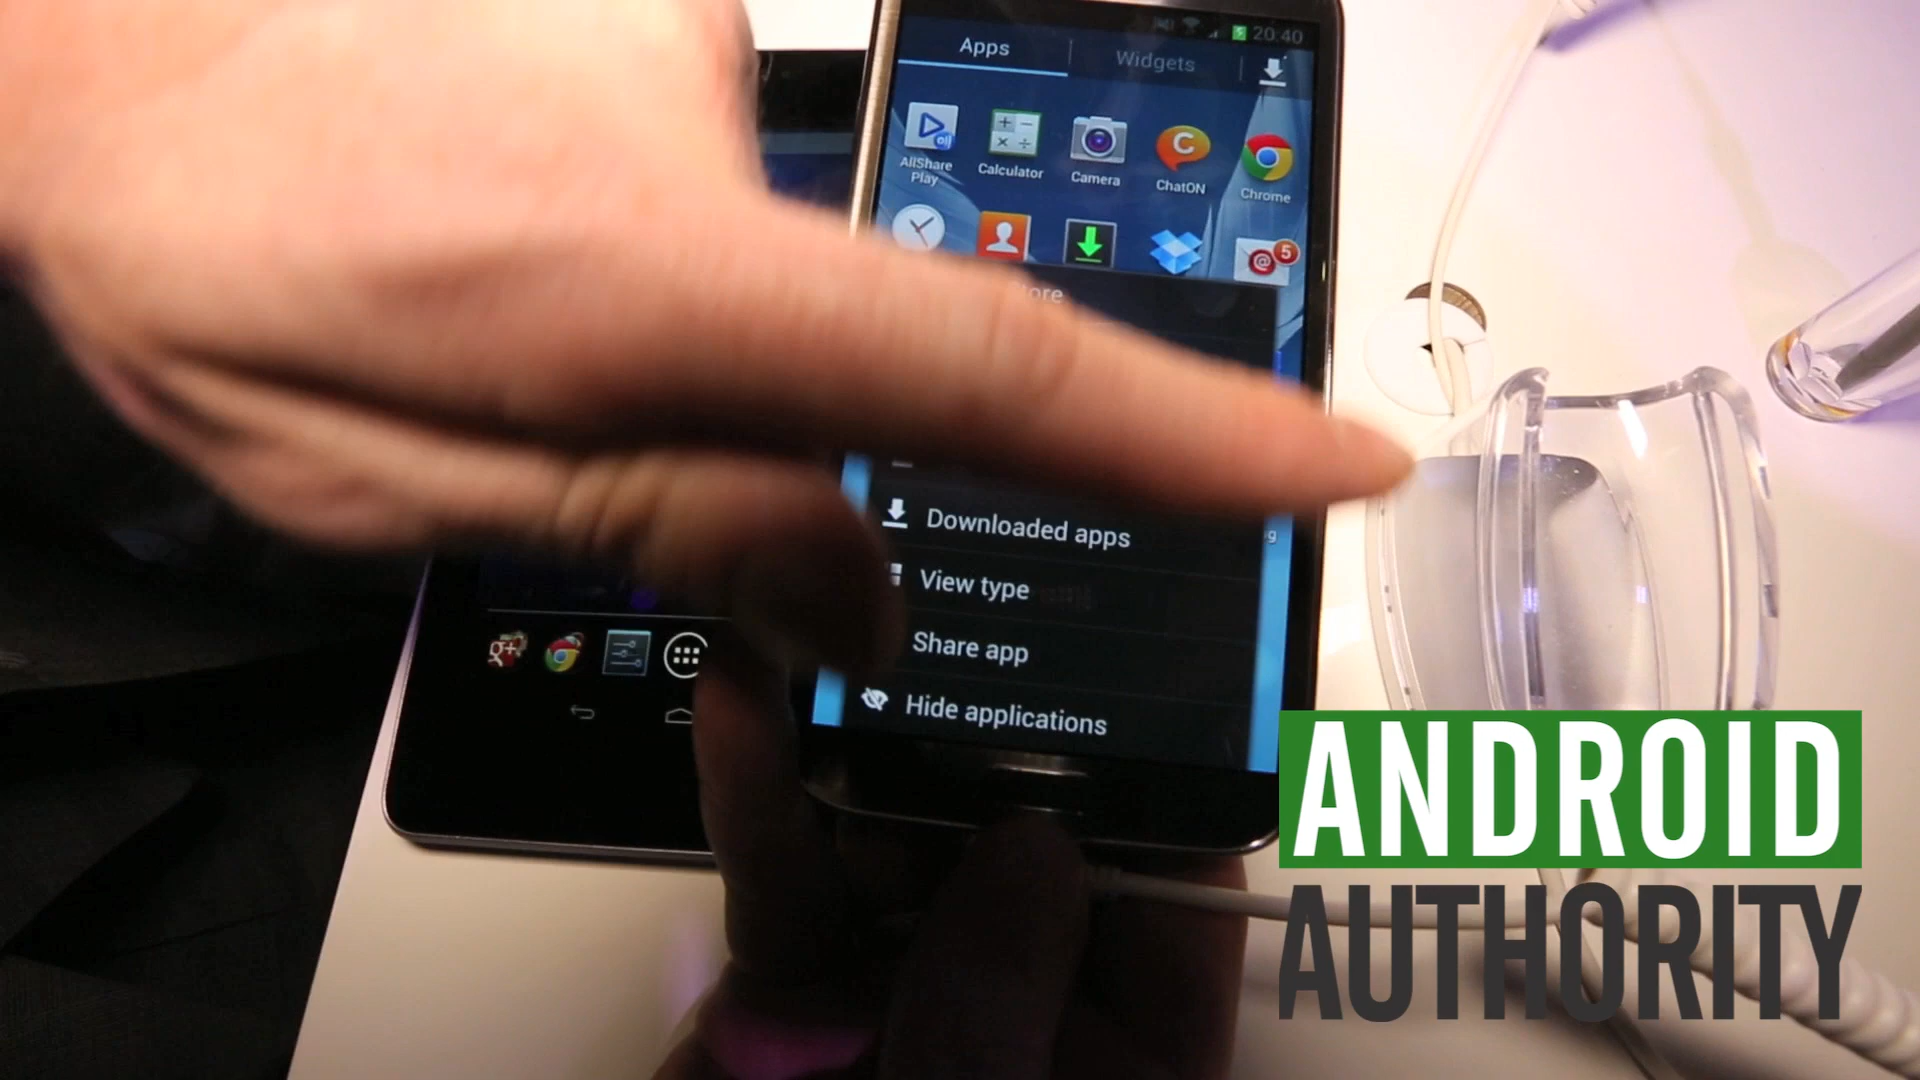 20:40
Apps
Widgets
AllShare
Play
Calculator
Camera
ChatON
Chrome
5
Downloaded apps
View type
Share app
Hide applications
g+
ANDROID
AUTHORITY